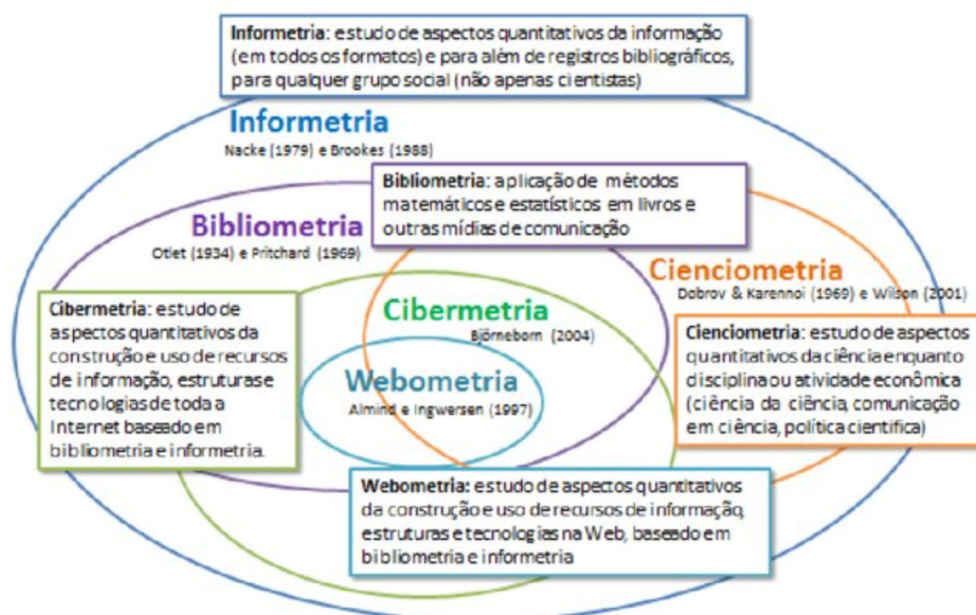 Informetria: estudo de aspectos quantitativos da informação
(em todos os formatos) e para além de registros bibliográficos,
para qualquer grupo social (não apenas cientistas)
Informetria
Nacke (1979) e Brookes (1988)
Bibliometria: aplicação de métodos
matemáticos e estatísticos em livros e
outras mídias de comunicação
Bibliometria
Otlet (1934) e Pritchard (1969)
Cienciometria
Dobrov & Karennoi (1969) e Wilson (2001)
Cibermetria: estudo de
aspectos quantitativos da
construção e uso de recursos
de informação, estruturas e
tecnologias de toda a
Internet baseado em
bibliometria e informetria.
Cibermetria
Björneborn (2004)
Cienciometria: estudo de aspectos
quantitativos da ciência enquanto
disciplina ou atividade econômica
(ciência da ciência, comunicação
em ciência, política cientifica)
Webometria
Almind e Ingwersen (1997)
Webometria: estudo de aspectos quantitativos
da construção e uso de recursos de informação,
estruturas e tecnologias na Web, baseado em
bibliometria e informetria